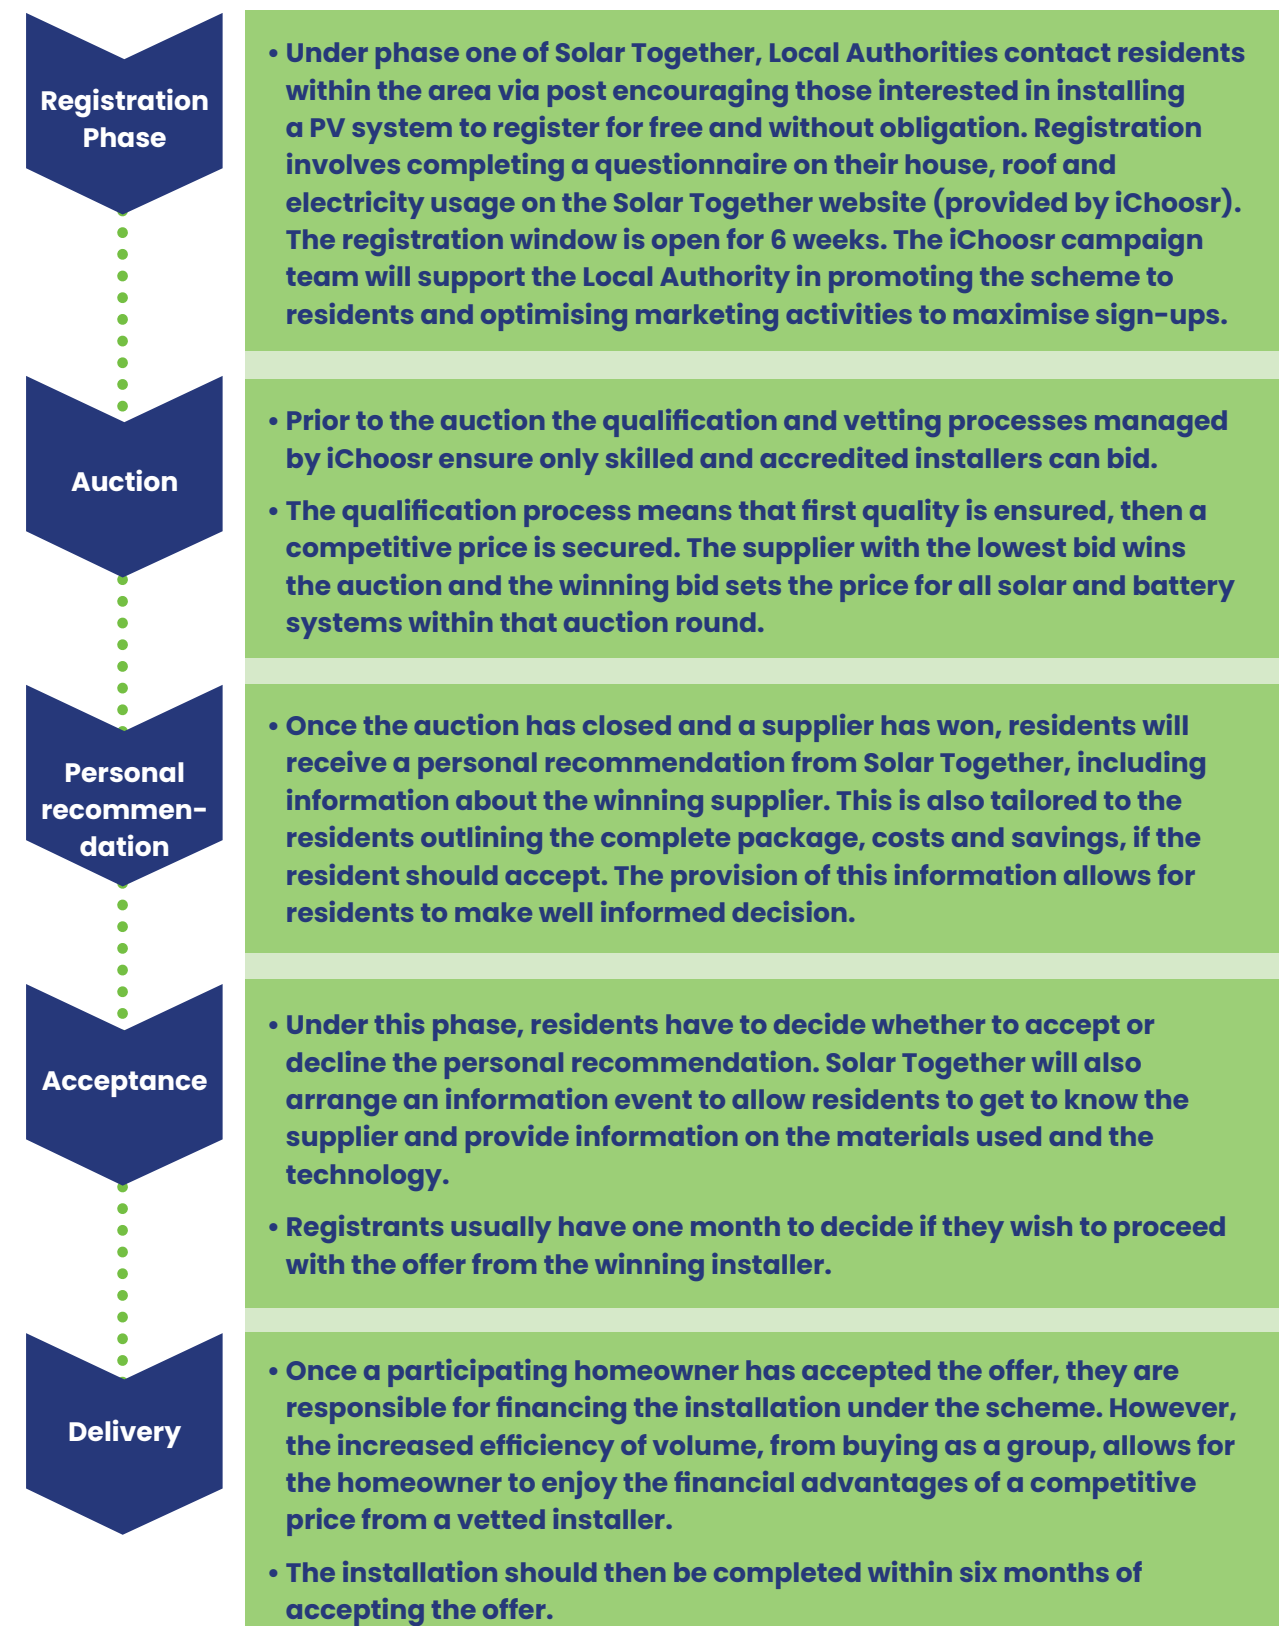 Registration
Phase
• Under phase one of Solar Together, Local Authorities contact residents
within the area via post encouraging those interested in installing
a PV system to register for free and without obligation. Registration
involves completing a questionnaire on their house, roof and
electricity usage on the Solar Together website (provided by iChoosr).
The registration window is open for 6 weeks. The iChoosr campaign
team will support the Local Authority in promoting the scheme to
residents and optimising marketing activities to maximise sign-ups.
Auction
• Prior to the auction the qualification and vetting processes managed
by iChoosr ensure only skilled and accredited installers can bid.
• The qualification process means that first quality is ensured, then a
competitive price is secured. The supplier with the lowest bid wins
the auction and the winning bid sets the price for all solar and battery
systems within that auction round.
Personal
recommen-
dation
• Once the auction has closed and a supplier has won, residents will
receive a personal recommendation from Solar Together, including
information about the winning supplier. This is also tailored to the
residents outlining the complete package, costs and savings, if the
resident should accept. The provision of this information allows for
residents to make well informed decision.
Acceptance
• Under this phase, residents have to decide whether to accept or
decline the personal recommendation. Solar Together will also
arrange an information event to allow residents to get to know the
supplier and provide information on the materials used and the
technology.
• Registrants usually have one month to decide if they wish to proceed
with the offer from the winning installer.
Delivery
• Once a participating homeowner has accepted the offer, they are
responsible for financing the installation under the scheme. However,
the increased efficiency of volume, from buying as a group, allows for
the homeowner to enjoy the financial advantages of a competitive
price from a vetted installer.
• The installation should then be completed within six months of
accepting the offer.